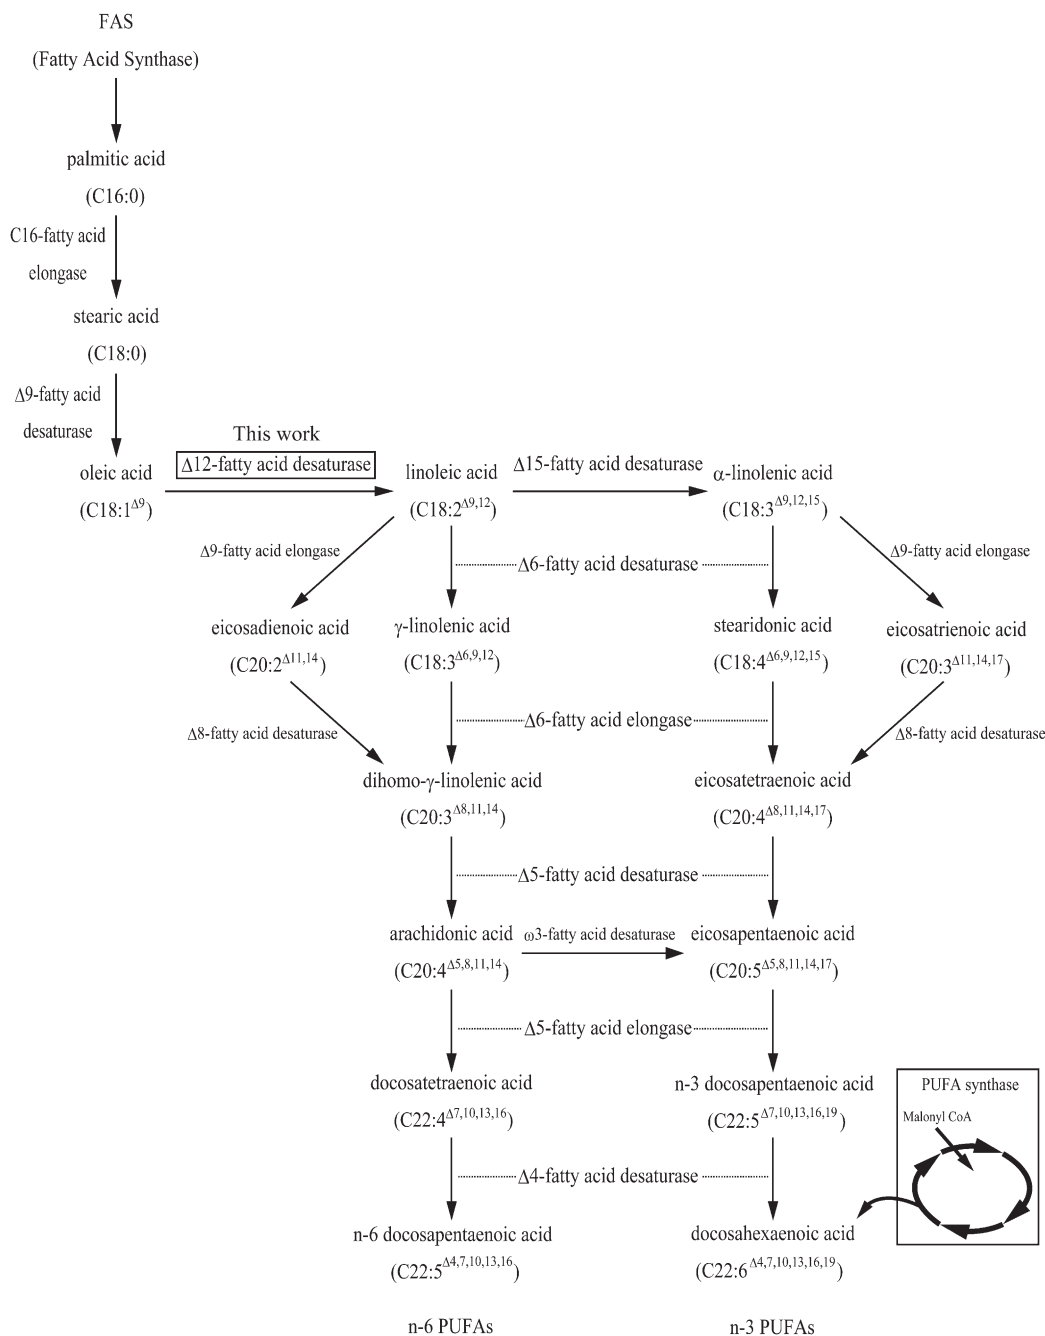 FAS
(Fatty Acid Synthase)
palmitic acid
(C16:0)
C16-fatty acid
elongase
stearic acid
(C18:0)
Δ9-fatty acid
desaturase
This work
oleic acid
Δ12-fatty acid desaturase
linoleic acid
Δ15-fatty acid desaturase
α-linolenic acid
(C18:1Δ9)
(C18:2Δ9,12)
(C18:3Δ9,12,15)
Δ9-fatty acid elongase
Δ6-fatty acid desaturase
Δ9-fatty acid elongase
eicosadienoic acid
γ-linolenic acid
stearidonic acid
eicosatrienoic acid
(C20:2Δ11,14)
(C18:3Δ6,9,12)
(C18:4Δ6,9,12,15)
(C20:3Δ11,14,17)
Δ8-fatty acid desaturase
Δ6-fatty acid elongase
Δ8-fatty acid desaturase
dihomo-γ-linolenic acid
eicosatetraenoic acid
(C20:3Δ8,11,14)
(C20:4Δ8,11,14,17)
Δ5-fatty acid desaturase
arachidonic acid
ω3-fatty acid desaturase
eicosapentaenoic acid
(C20:4Δ5,8,11,14)
(C20:5Δ5,8,11,14,17)
Δ5-fatty acid elongase
docosatetraenoic acid
n-3 docosapentaenoic acid
PUFA synthase
(C22:4Δ7,10,13,16)
(C22:5Δ7,10,13,16,19)
Malonyl CoA
Δ4-fatty acid desaturase
n-6 docosapentaenoic acid
docosahexaenoic acid
(C22:5Δ4,7,10,13,16)
(C22:6Δ4,7,10,13,16,19)
n-6 PUFAs
n-3 PUFAs